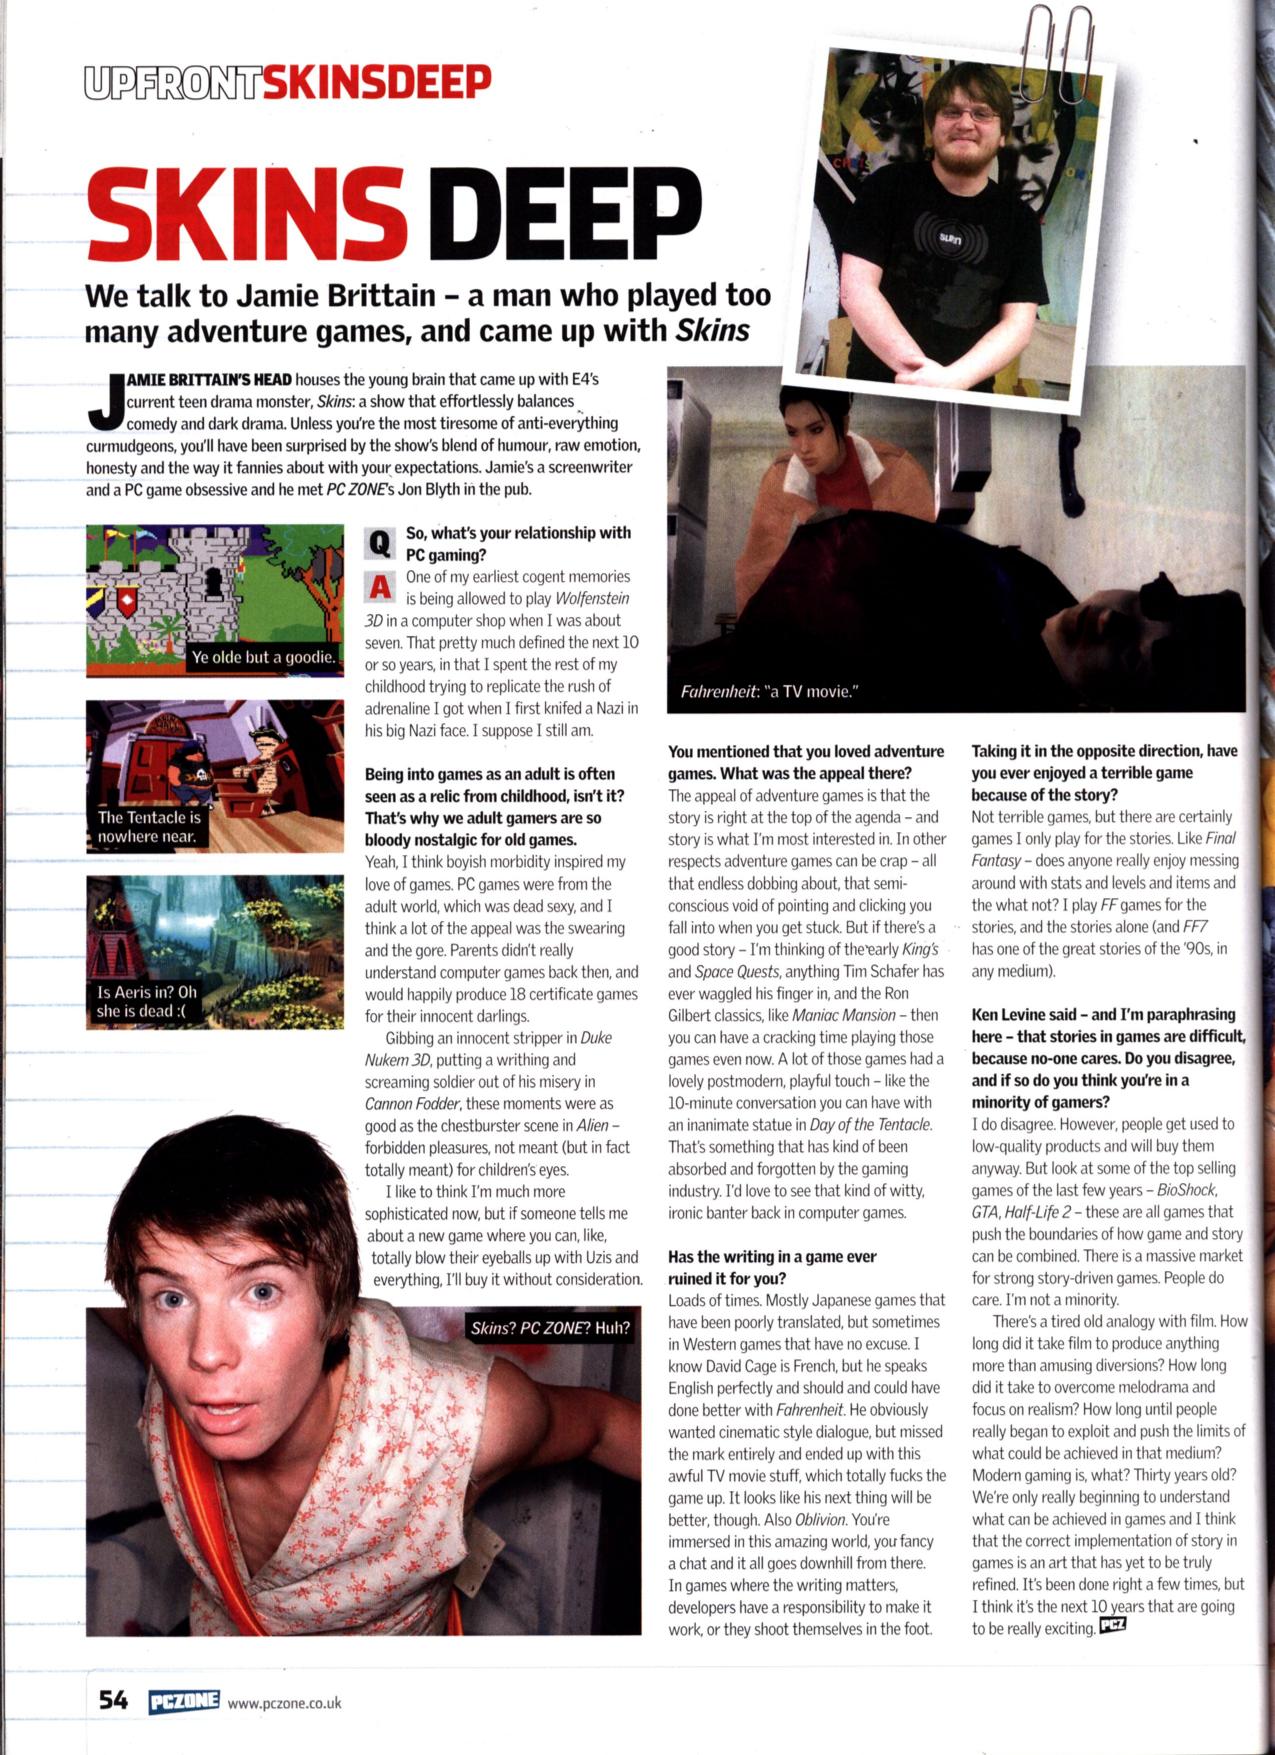 UPFRONTSKINSDEEP
SKINS DEEP
We talk to Jamie Brittain – a man who played too
many adventure games, and came up with Skins
JAMIE BRITTAIN'S HEAD houses the young brain that came up with E4's
current teen drama monster, Skins: a show that effortlessly balances
comedy and dark drama. Unless you're the most tiresome of anti-everything
curmudgeons, you'll have been surprised by the show's blend of humour, raw emotion,
honesty and the way it fannies about with your expectations. Jamie's a screenwriter
and a PC game obsessive and he met PC ZONE's Jon Blyth in the pub.
Ye olde but a goodie.
The Tentacle is
nowhere near.
Is Aeris in? Oh
she is dead :(
Q So, what's your relationship with
PC gaming?
A One of my earliest cogent memories
is being allowed to play Wolfenstein
3D in a computer shop when I was about
seven. That pretty much defined the next 10
or so years, in that I spent the rest of my
childhood trying to replicate the rush of
adrenaline I got when I first knifed a Nazi in
his big Nazi face. I suppose I still am.
Being into games as an adult is often
seen as a relic from childhood, isn't it?
That's why we adult gamers are so
bloody nostalgic for old games.
Yeah, I think boyish morbidity inspired my
love of games. PC games were from the
adult world, which was dead sexy, and I
think a lot of the appeal was the swearing
and the gore. Parents didn't really
understand computer games back then, and
would happily produce 18 certificate games
for their innocent darlings.
Gibbing an innocent stripper in Duke
Nukem 3D, putting a writhing and
screaming soldier out of his misery in
Cannon Fodder, these moments were as
good as the chestburster scene in Alien –
forbidden pleasures, not meant (but in fact
totally meant) for children's eyes.
I like to think I'm much more
sophisticated now, but if someone tells me
about a new game where you can, like,
totally blow their eyeballs up with Uzis and
everything, I'll buy it without consideration.
Skins? PC ZONE? Huh?
SUNN
Fahrenheit: "a TV movie."
You mentioned that you loved adventure
games. What was the appeal there?
The appeal of adventure games is that the
story is right at the top of the agenda – and
story is what I'm most interested in. In other
respects adventure games can be crap – all
that endless dobbing about, that semi-
conscious void of pointing and clicking you
fall into when you get stuck. But if there's a
good story – I'm thinking of the early King's
and Space Quests, anything Tim Schafer has
ever waggled his finger in, and the Ron
Gilbert classics, like Maniac Mansion – then
you can have a cracking time playing those
games even now. A lot of those games had a
lovely postmodern, playful touch – like the
10-minute conversation you can have with
an inanimate statue in Day of the Tentacle.
That's something that has kind of been
absorbed and forgotten by the gaming
industry. I'd love to see that kind of witty,
ironic banter back in computer games.
Has the writing in a game ever
ruined it for you?
Loads of times. Mostly Japanese games that
have been poorly translated, but sometimes
in Western games that have no excuse. I
know David Cage is French, but he speaks
English perfectly and should and could have
done better with Fahrenheit. He obviously
wanted cinematic style dialogue, but missed
the mark entirely and ended up with this
awful TV movie stuff, which totally fucks the
game up. It looks like his next thing will be
better, though. Also Oblivion. You're
immersed in this amazing world, you fancy
a chat and it all goes downhill from there.
In games where the writing matters,
developers have a responsibility to make it
work, or they shoot themselves in the foot.
Taking it in the opposite direction, have
you ever enjoyed a terrible game
because of the story?
Not terrible games, but there are certainly
games I only play for the stories. Like Final
Fantasy – does anyone really enjoy messing
around with stats and levels and items and
the what not? I play FF games for the
stories, and the stories alone (and FF7
has one of the great stories of the '90s, in
any medium).
Ken Levine said – and I'm paraphrasing
here – that stories in games are difficult,
because no-one cares. Do you disagree,
and if so do you think you're in a
minority of gamers?
I do disagree. However, people get used to
low-quality products and will buy them
anyway. But look at some of the top selling
games of the last few years – BioShock,
GTA, Half-Life 2 – these are all games that
push the boundaries of how game and story
can be combined. There is a massive market
for strong story-driven games. People do
care. I'm not a minority.
There's a tired old analogy with film. How
long did it take film to produce anything
more than amusing diversions? How long
did it take to overcome melodrama and
focus on realism? How long until people
really began to exploit and push the limits of
what could be achieved in that medium?
Modern gaming is, what? Thirty years old?
We're only really beginning to understand
what can be achieved in games and I think
that the correct implementation of story in
games is an art that has yet to be truly
refined. It's been done right a few times, but
I think it's the next 10 years that are going
to be really exciting. PCZ
54 PCZONE www.pczone.co.uk